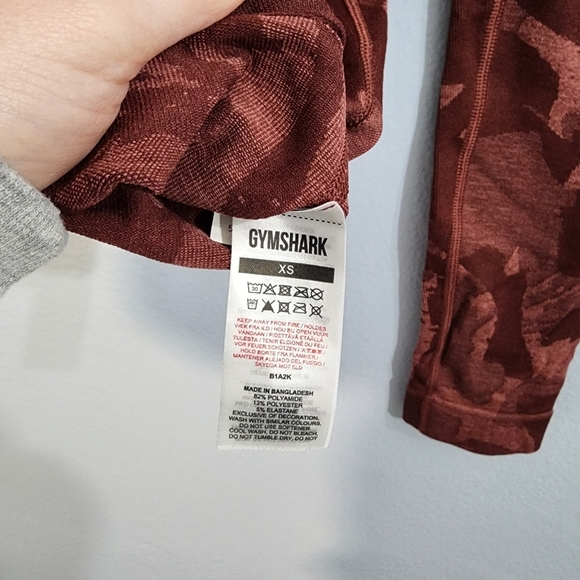 GYMSHARK
XS
30
KEEP AWAY FROM FIRE / HOLDES
VÆK FRA ILD / HOU EU OPEN VUUR
VANDAAN / PIDETTÄVÄ ETÄÄLLÄ
TULESTA / TENIR ÉLOIGNÉ DU FEU /
VOR FEUER SCHÜTZEN /
HOLD BORTE FRA FLAMMER /
MANTENER ALEJADO DEL FUEGO /
SKYDDA MOT ELD
B1A2K
MADE IN BANGLADESH
82% POLYAMIDE
13% POLYESTER
5% ELASTANE
EXCLUSIVE OF DECORATION.
WASH WITH SIMILAR COLOURS.
DO NOT USE SOFTENER.
COOL WASH, DO NOT BLEACH,
DO NOT TUMBLE DRY, DO NOT